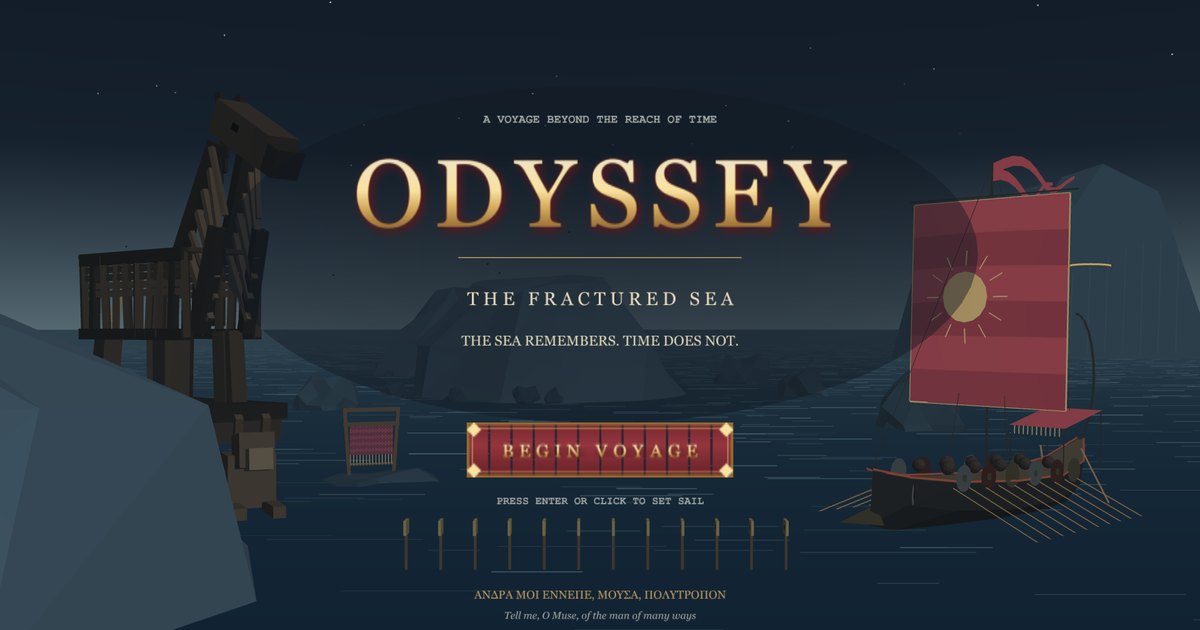 A VOYAGE BEYOND THE REACH OF TIME
ODYSSEY
THE FRACTURED SEA
THE SEA REMEMBERS. TIME DOES NOT.
BEGIN VOYAGE
PRESS ENTER OR CLICK TO SET SAIL
ΑΝΔΡΑ ΜΟΙ ΕΝΝΕΠΕ, ΜΟΥΣΑ, ΠΟΛΥΤΡΟΠΟΝ
Tell me, O Muse, of the man of many ways